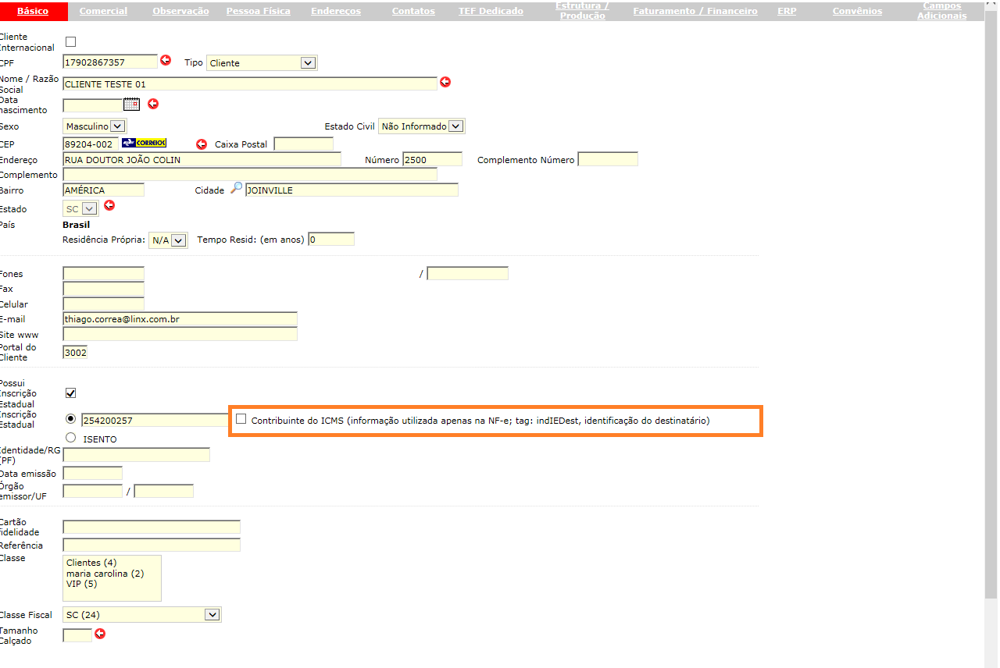 Básico Comercial Observação Pessoa Física Endereços Contatos TEF Dedicado Estrutura / Produção Faturamento / Financeiro ERP Convênios Campos Adicionais
Cliente
Internacional
CPF 17902867357 Tipo Cliente
Nome / Razão
Social CLIENTE TESTE 01
Data
nascimento
Sexo Masculino Estado Civil Não Informado
CEP 89204-002 CORREIOS Caixa Postal
Endereço RUA DOUTOR JOÃO COLIN Número 2500 Complemento Número
Complemento
Bairro AMÉRICA Cidade JOINVILLE
Estado SC
País Brasil
Residência Própria: N/A Tempo Resid: (em anos) 0
Fones /
Fax
Celular
E-mail thiago.correa@linx.com.br
Site www
Portal do
Cliente 3002
Possui
Inscrição
Estadual
Inscrição
Estadual 254200257 Contribuinte do ICMS (informação utilizada apenas na NF-e; tag: indIEDest, identificação do destinatário)
ISENTO
Identidade/RG
(PF)
Data emissão
Órgão
emissor/UF /
Cartão
fidelidade
Referência
Classe Clientes (4)
maria carolina (2)
VIP (5)
Classe Fiscal SC (24)
Tamanho
Calçado